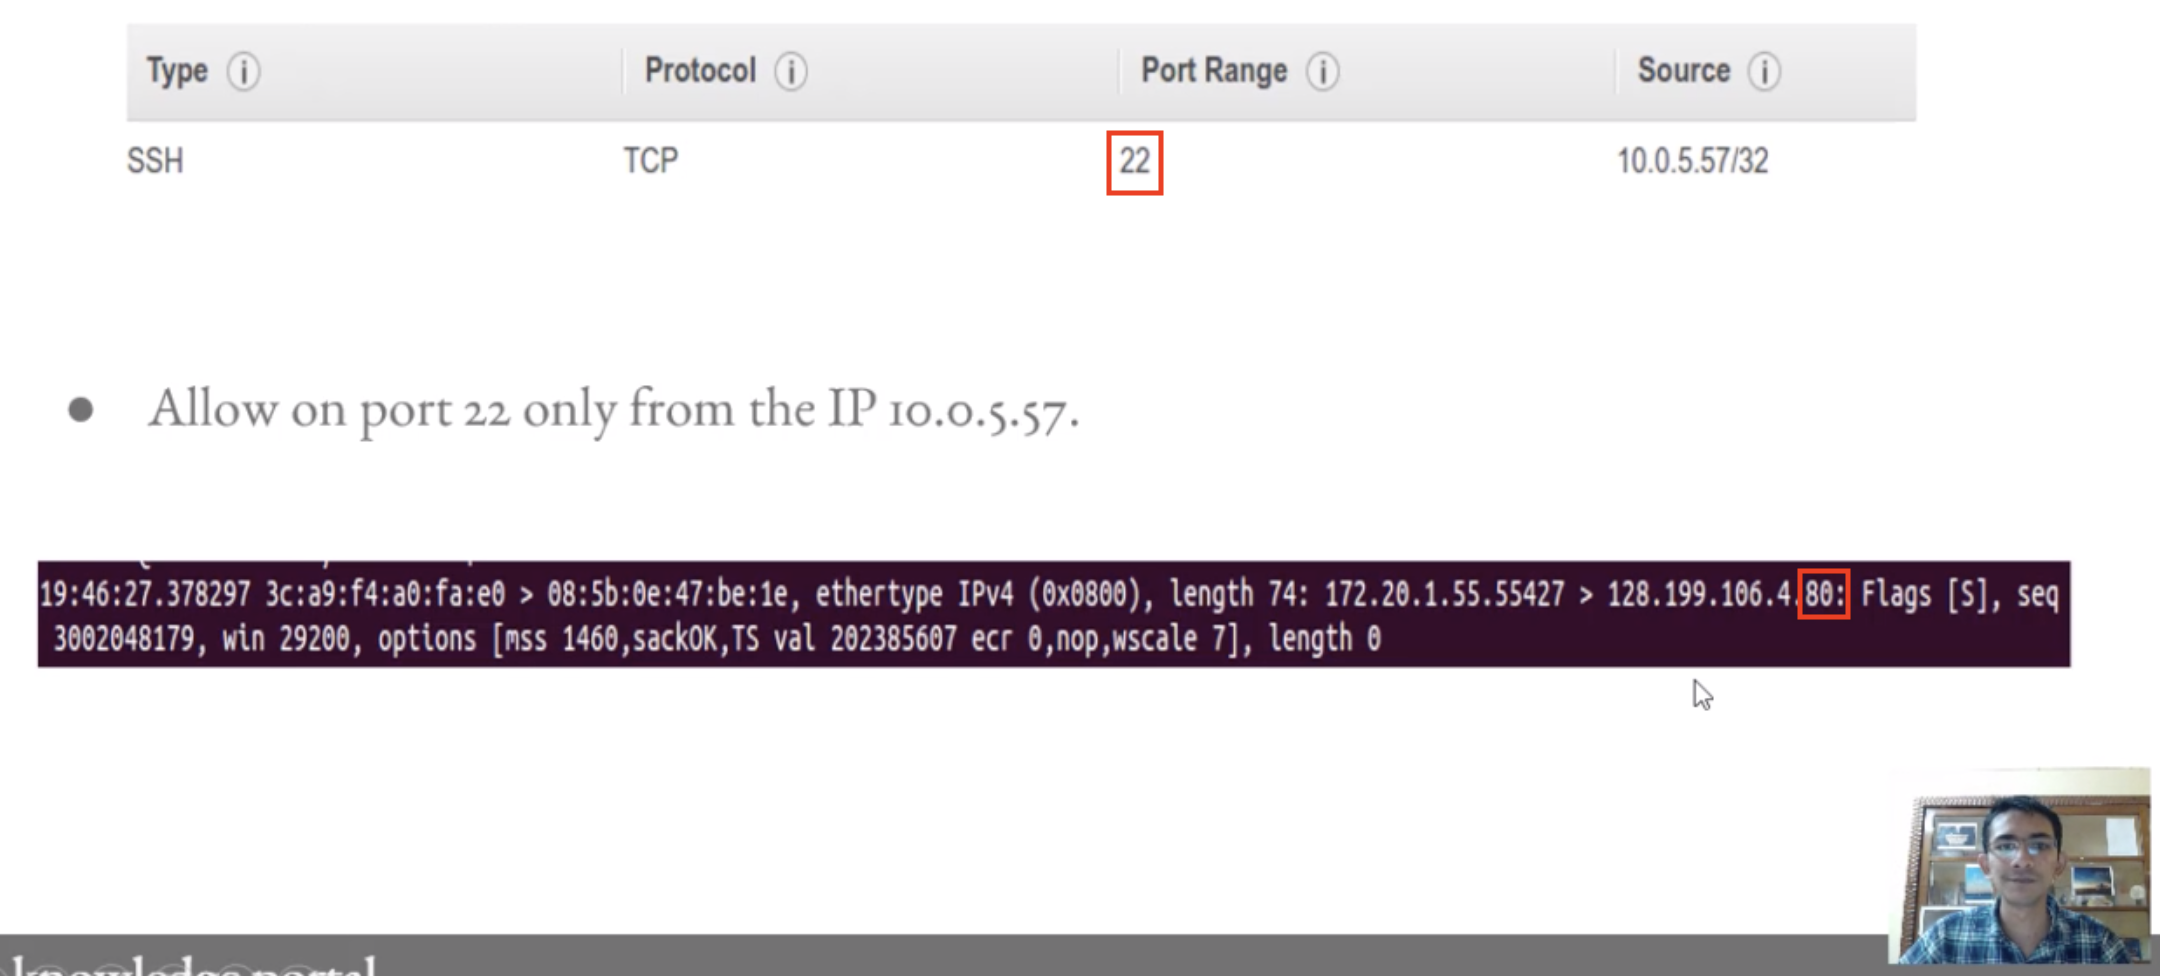 Type Protocol Port Range Source
SSH TCP 22 10.0.5.57/32
Allow on port 22 only from the IP 10.0.5.57.
19:46:27.378297 3c:a9:f4:a0:fa:e0 > 08:5b:0e:47:be:1e, ethertype IPv4 (0x0800), length 74: 172.20.1.55.55427 > 128.199.106.4.80: Flags [S], seq
3002048179, win 29200, options [mss 1460,sackOK,TS val 202385607 ecr 0,nop,wscale 7], length 0
knowledge portal